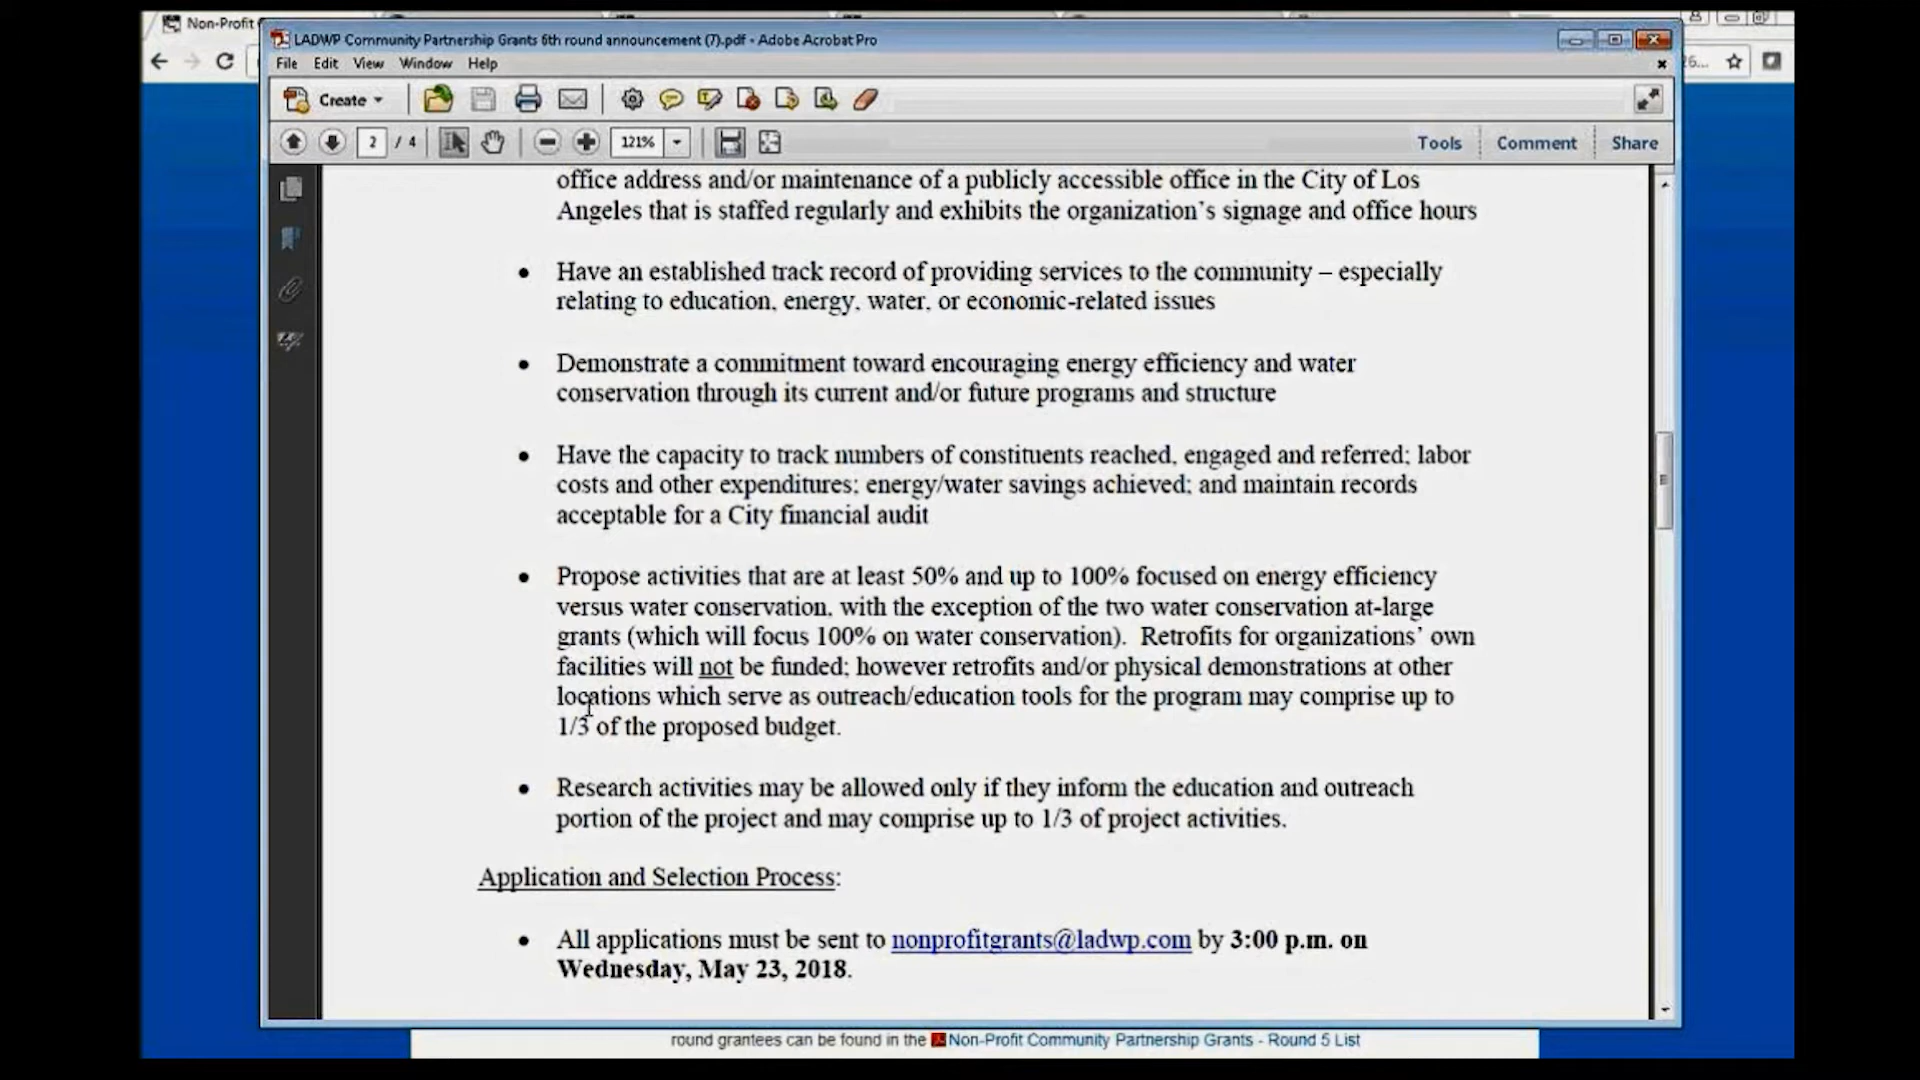 Non-Profit
LADWP Community Partnership Grants 6th round announcement (7).pdf - Adobe Acrobat Pro
File Edit View Window Help
26...
Create
2 / 4
121%
Tools Comment Share
office address and/or maintenance of a publicly accessible office in the City of Los
Angeles that is staffed regularly and exhibits the organization's signage and office hours
• Have an established track record of providing services to the community – especially
relating to education, energy, water, or economic-related issues
• Demonstrate a commitment toward encouraging energy efficiency and water
conservation through its current and/or future programs and structure
• Have the capacity to track numbers of constituents reached, engaged and referred; labor
costs and other expenditures; energy/water savings achieved; and maintain records
acceptable for a City financial audit
• Propose activities that are at least 50% and up to 100% focused on energy efficiency
versus water conservation, with the exception of the two water conservation at-large
grants (which will focus 100% on water conservation). Retrofits for organizations' own
facilities will not be funded; however retrofits and/or physical demonstrations at other
locations which serve as outreach/education tools for the program may comprise up to
1/3 of the proposed budget.
• Research activities may be allowed only if they inform the education and outreach
portion of the project and may comprise up to 1/3 of project activities.
Application and Selection Process:
• All applications must be sent to nonprofitgrants@ladwp.com by 3:00 p.m. on
Wednesday, May 23, 2018.
round grantees can be found in the Non-Profit Community Partnership Grants - Round 5 List